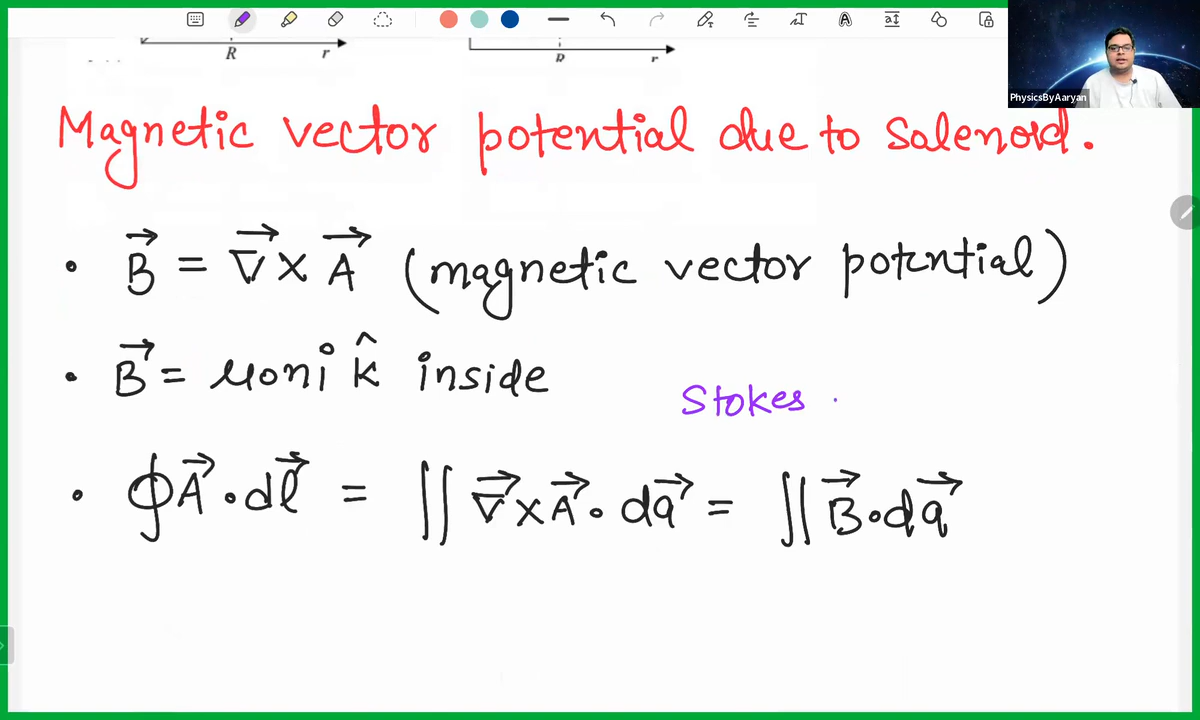 R r R r
PhysicsByAaryan
Magnetic vector potential due to Solenoid.
• B⃗ = ∇⃗ × A⃗ (magnetic vector potential)
• B⃗ = μ₀ni k̂ inside
Stokes .
• ∮A⃗·dl⃗ = ∬ ∇⃗×A⃗·da⃗ = ∬ B⃗·da⃗